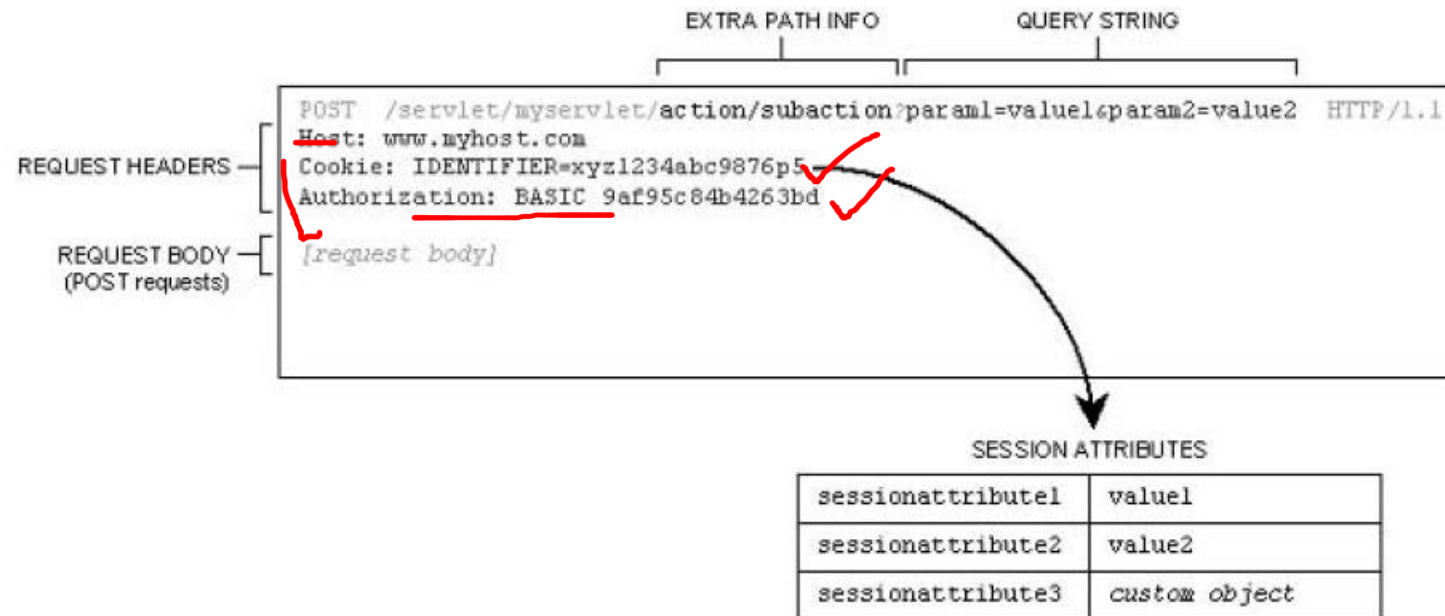 EXTRA PATH INFO QUERY STRING
POST /servlet/myservlet/action/subaction?param1=value1&param2=value2 HTTP/1.1
REQUEST HEADERS
Host: www.myhost.com
Cookie: IDENTIFIER=xyz1234abc9876p5
Authorization: BASIC 9af95c84b4263bd
REQUEST BODY
(POST requests)
[request body]
SESSION ATTRIBUTES
sessionattribute1 value1
sessionattribute2 value2
sessionattribute3 custom object